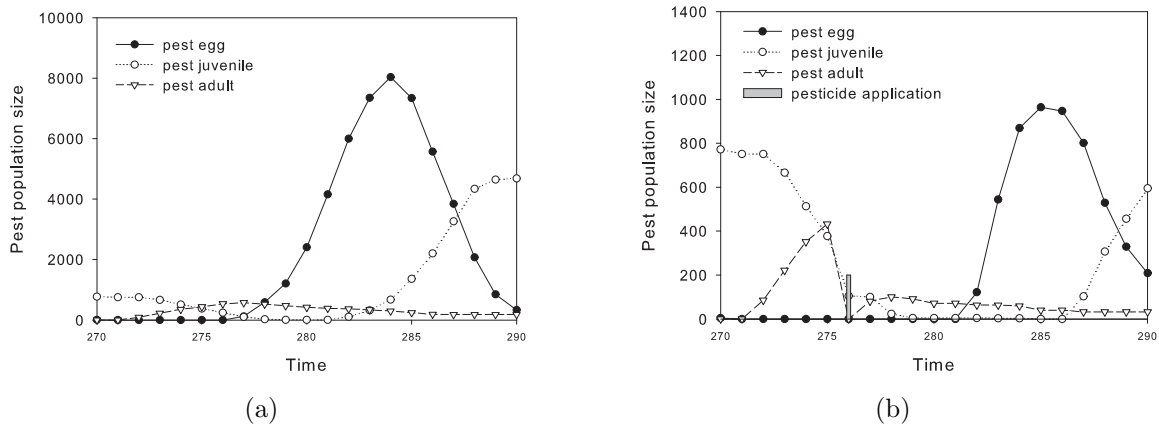 10000
8000
6000
4000
2000
0
Pest population size
pest egg
pest juvenile
pest adult
270
275
280
285
290
Time
(a)
1400
1200
1000
800
600
400
200
0
Pest population size
pest egg
pest juvenile
pest adult
pesticide application
270
275
280
285
290
Time
(b)